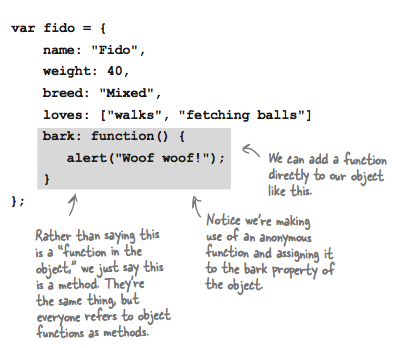 var fido = {
name: "Fido",
weight: 40,
breed: "Mixed",
loves: ["walks", "fetching balls"]
bark: function() {
alert("Woof woof!");
}
};
We can add a function
directly to our object
like this.
Rather than saying this
is a “function in the
object,” we just say this
is a method. They’re
the same thing, but
everyone refers to object
functions as methods.
Notice we’re making
use of an anonymous
function and assigning it
to the bark property of
the object.